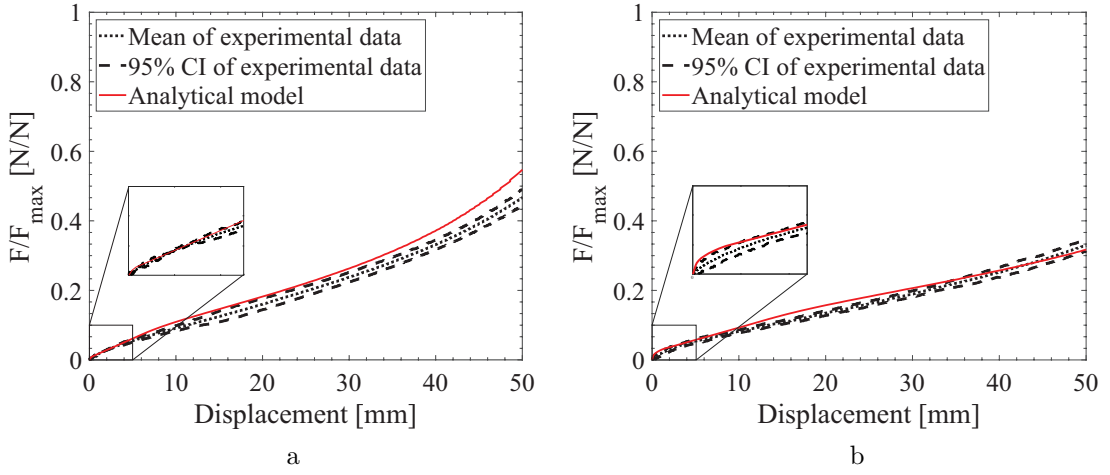 1
0.8
0.6
0.4
0.2
0
F/F_max [N/N]
Mean of experimental data
95% CI of experimental data
Analytical model
0 10 20 30 40 50
Displacement [mm]
a
1
0.8
0.6
0.4
0.2
0
F/F_max [N/N]
Mean of experimental data
95% CI of experimental data
Analytical model
0 10 20 30 40 50
Displacement [mm]
b